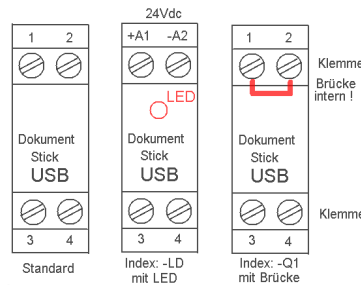 24Vdc
1 2
+A1 -A2
1 2
Klemme
Brücke
intern !
LED
Dokument
Stick
USB
Dokument
Stick
USB
Dokument
Stick
USB
Klemme
3 4
3 4
3 4
Standard
Index: -LD
mit LED
Index: -Q1
mit Brücke